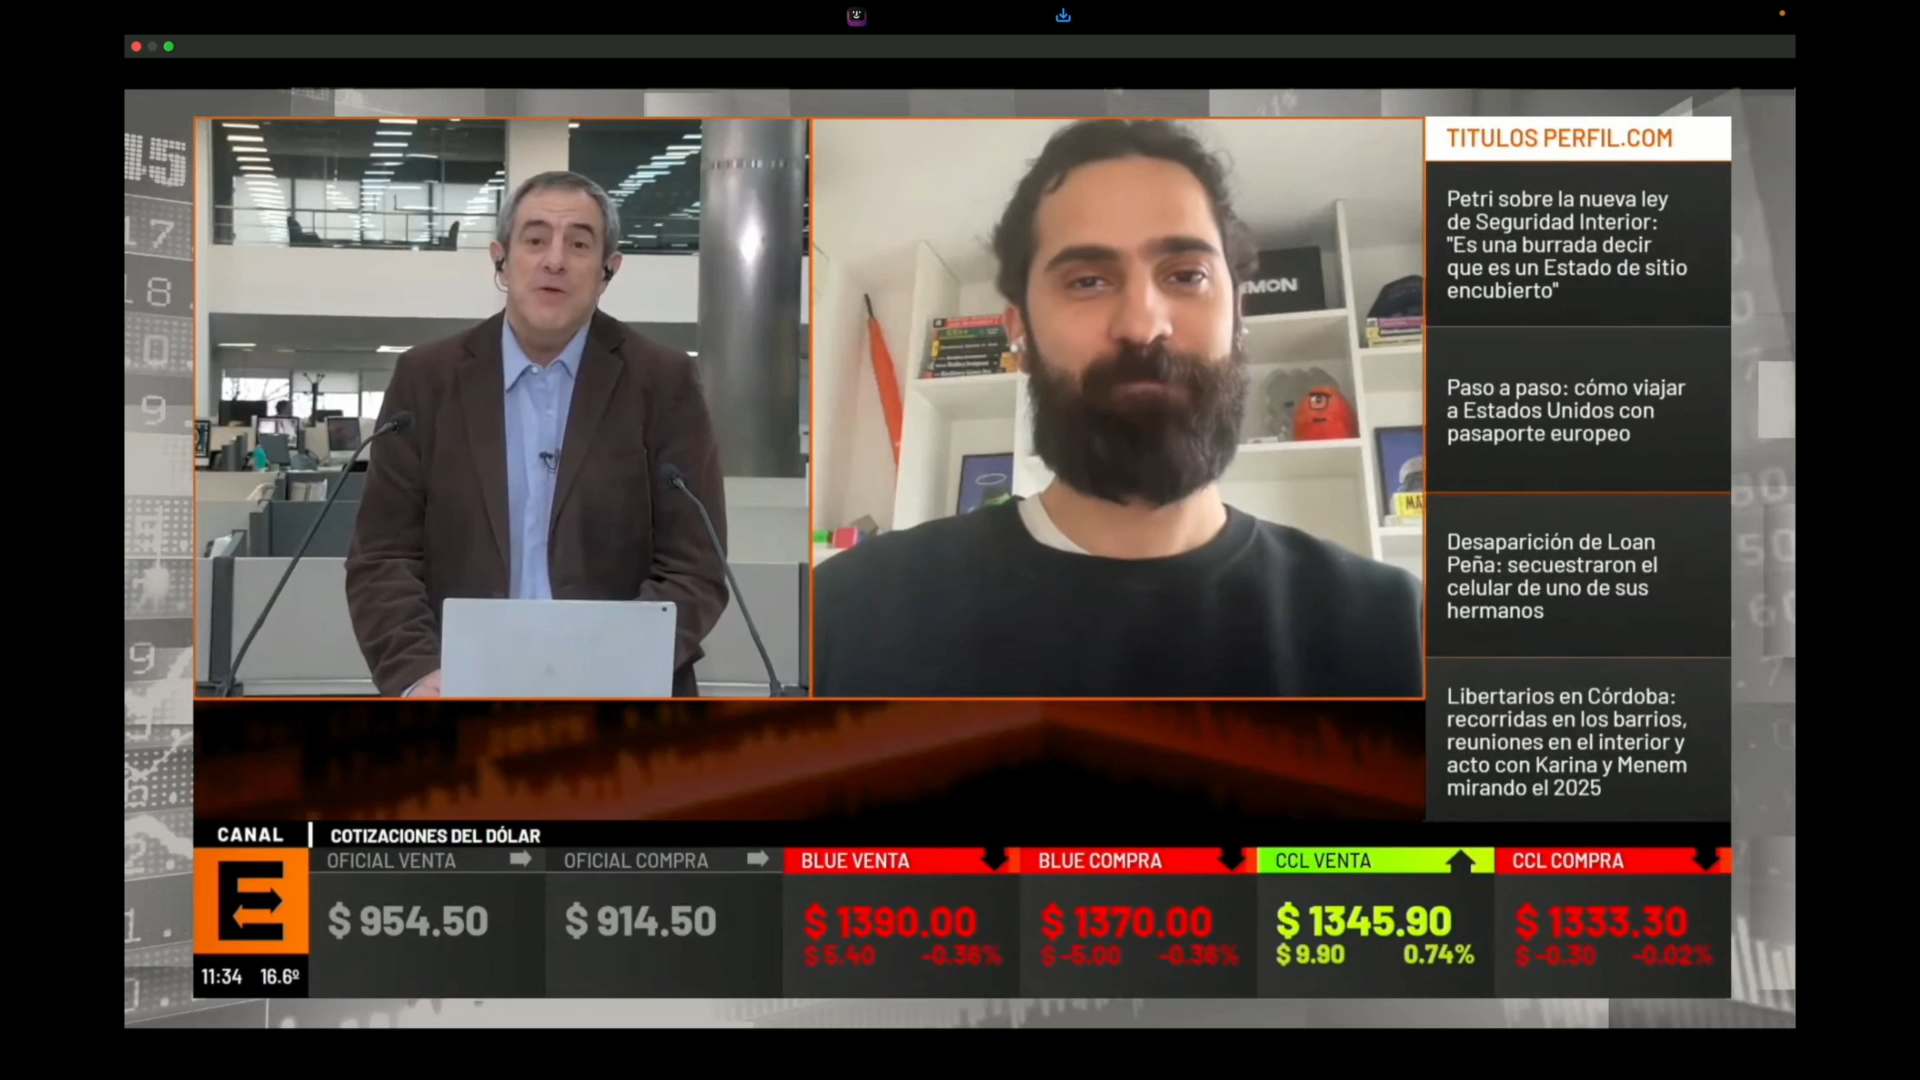 TITULOS PERFIL.COM
Petri sobre la nueva ley
de Seguridad Interior:
"Es una burrada decir
que es un Estado de sitio
encubierto"
Paso a paso: cómo viajar
a Estados Unidos con
pasaporte europeo
Desaparición de Loan
Peña: secuestraron el
celular de uno de sus
hermanos
Libertarios en Córdoba:
recorridas en los barrios,
reuniones en el interior y
acto con Karina y Menem
mirando el 2025
CANAL
COTIZACIONES DEL DÓLAR
OFICIAL VENTA
OFICIAL COMPRA
BLUE VENTA
BLUE COMPRA
CCL VENTA
CCL COMPRA
E
$ 954.50
$ 914.50
$ 1390.00
$ 1370.00
$ 1345.90
$ 1333.30
$ 5.40 -0.36%
$ -5.00 -0.36%
$ 9.90 0.74%
$ -0.30 -0.02%
11:34 16.6º